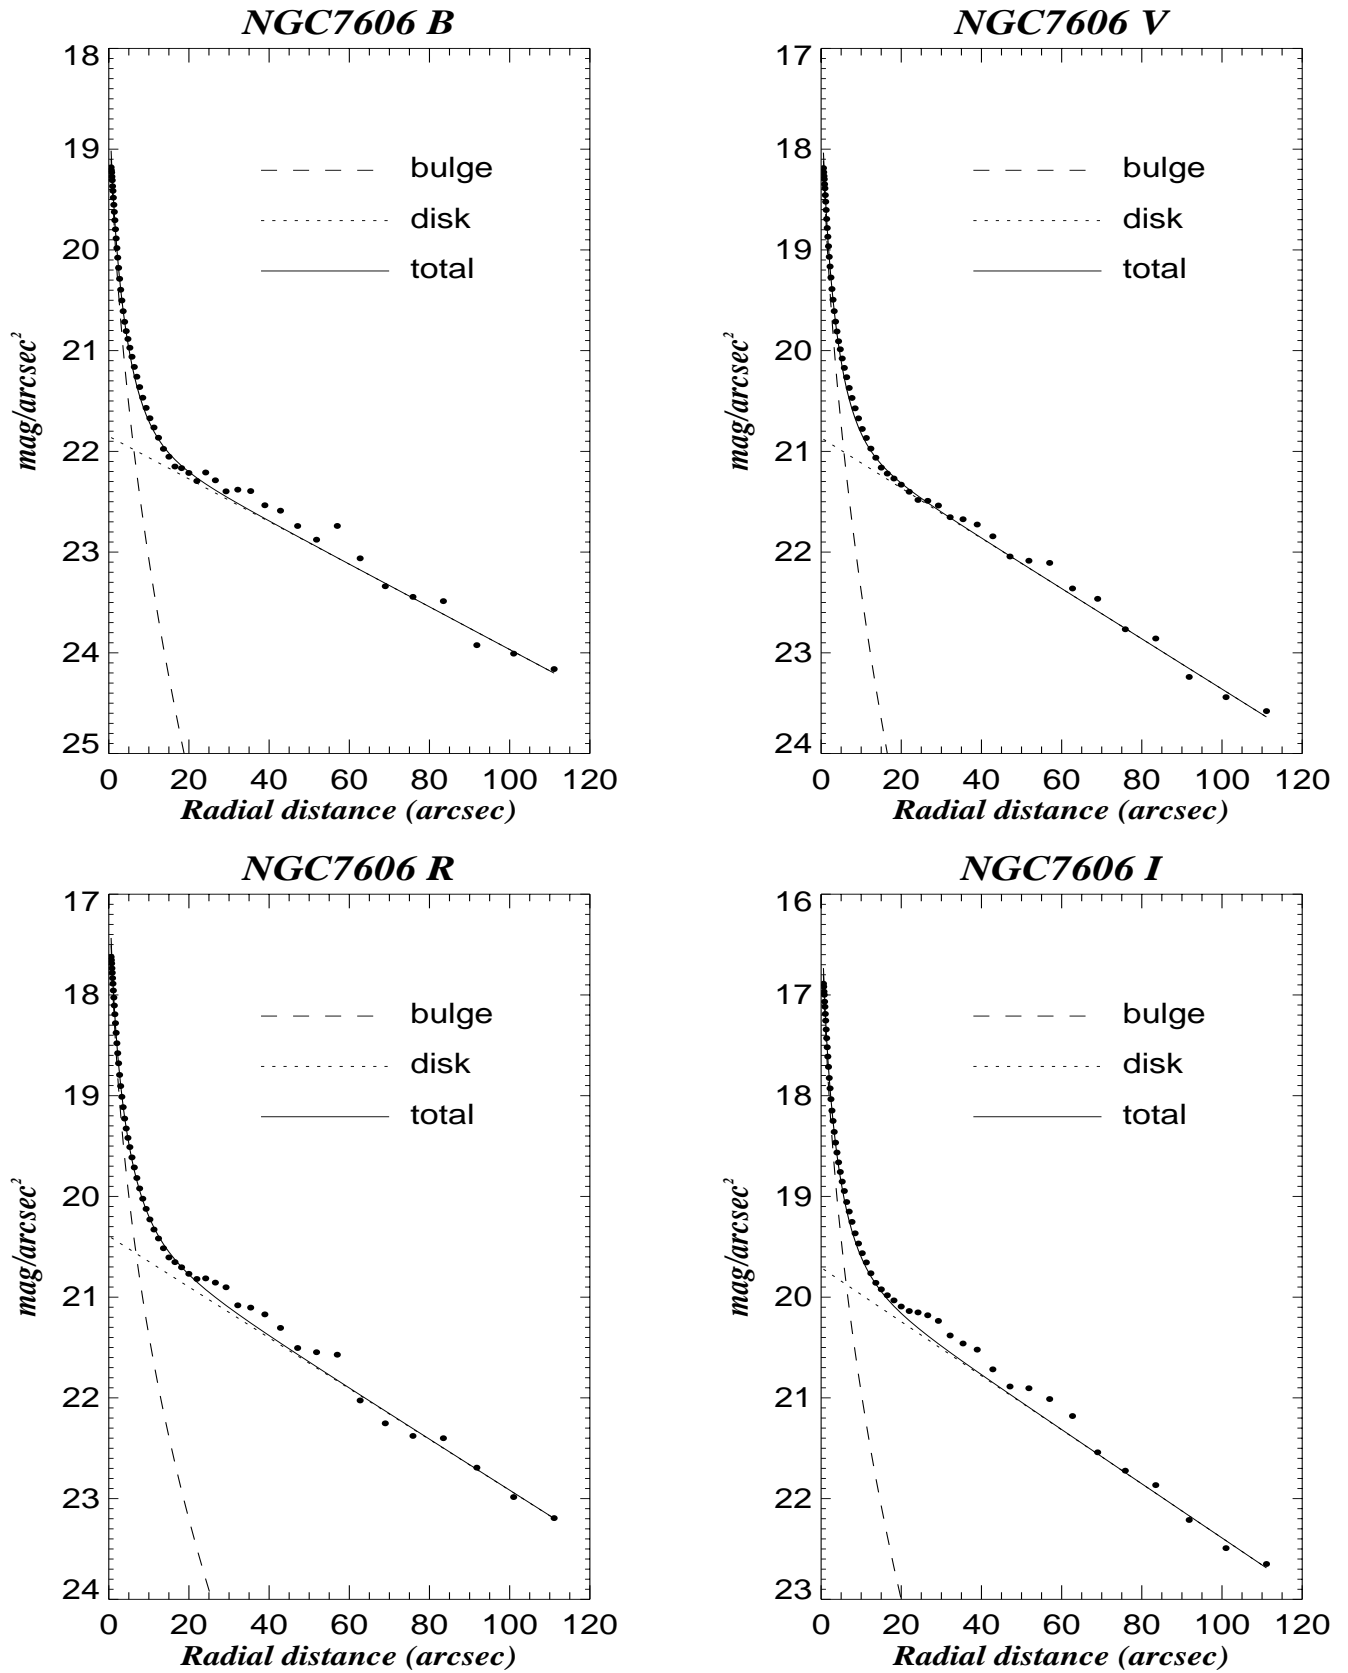 NGC7606 B
18
19
20
21
22
23
24
25
mag/arcsec²
bulge
disk
total
0 20 40 60 80 100 120
Radial distance (arcsec)
NGC7606 V
17
18
19
20
21
22
23
24
mag/arcsec²
bulge
disk
total
0 20 40 60 80 100 120
Radial distance (arcsec)
NGC7606 R
17
18
19
20
21
22
23
24
mag/arcsec²
bulge
disk
total
0 20 40 60 80 100 120
Radial distance (arcsec)
NGC7606 I
16
17
18
19
20
21
22
23
mag/arcsec²
bulge
disk
total
0 20 40 60 80 100 120
Radial distance (arcsec)